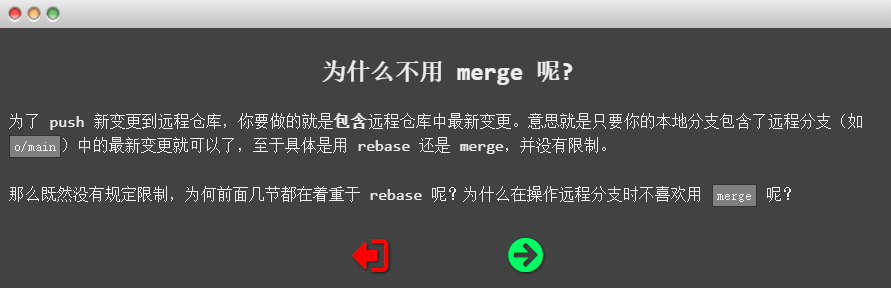 为什么不用 merge 呢?
为了 push 新变更到远程仓库，你要做的就是包含远程仓库中最新变更。意思就是只要你的本地分支包含了远程分支（如
o/main）中的最新变更就可以了，至于具体是用 rebase 还是 merge，并没有限制。
那么既然没有规定限制，为何前面几节都在着重于 rebase 呢？为什么在操作远程分支时不喜欢用 merge 呢？